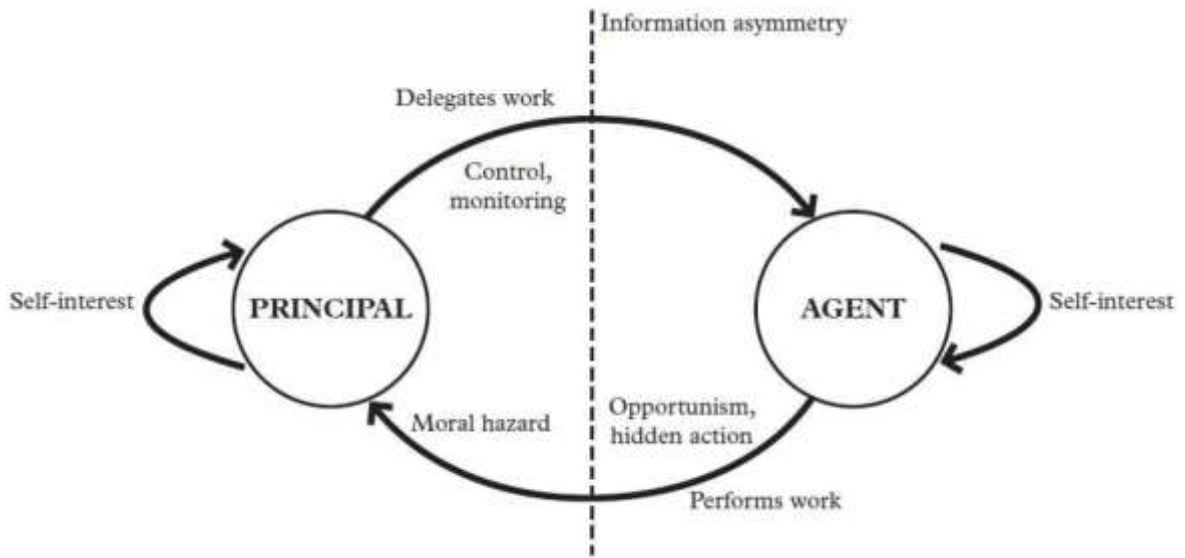 Information asymmetry
Delegates work
Control,
monitoring
Self-interest
PRINCIPAL
AGENT
Self-interest
Moral hazard
Opportunism,
hidden action
Performs work